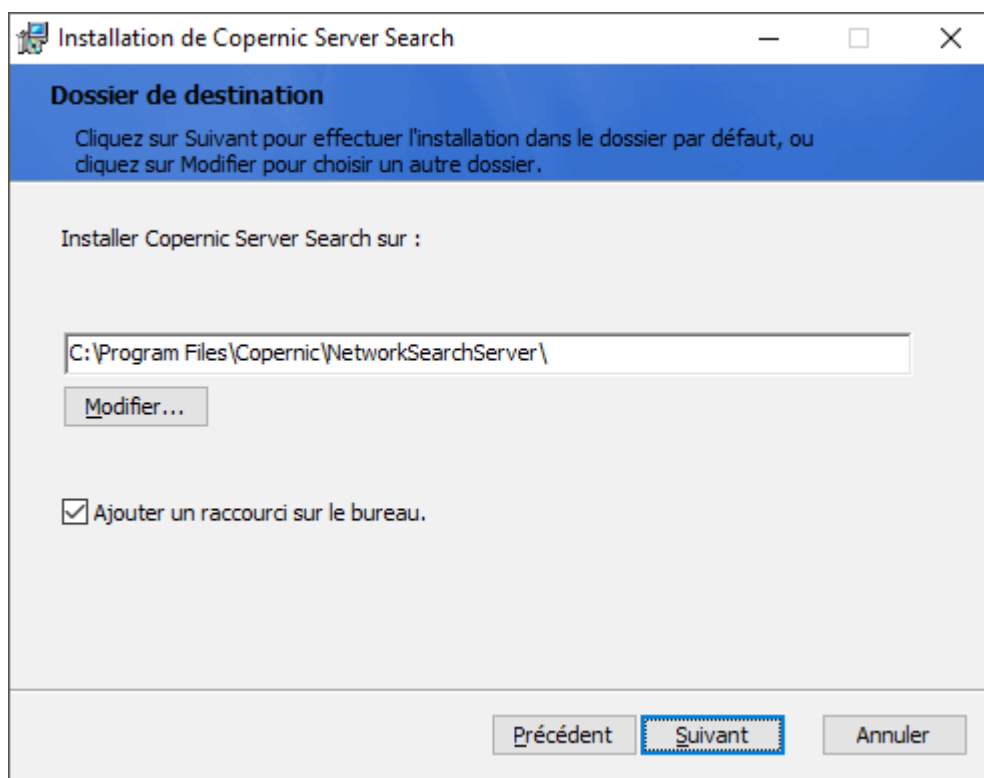 Installation de Copernic Server Search
Dossier de destination
Cliquez sur Suivant pour effectuer l'installation dans le dossier par défaut, ou
cliquez sur Modifier pour choisir un autre dossier.
Installer Copernic Server Search sur :
C:\Program Files\Copernic\NetworkSearchServer\
Modifier...
Ajouter un raccourci sur le bureau.
Précédent
Suivant
Annuler